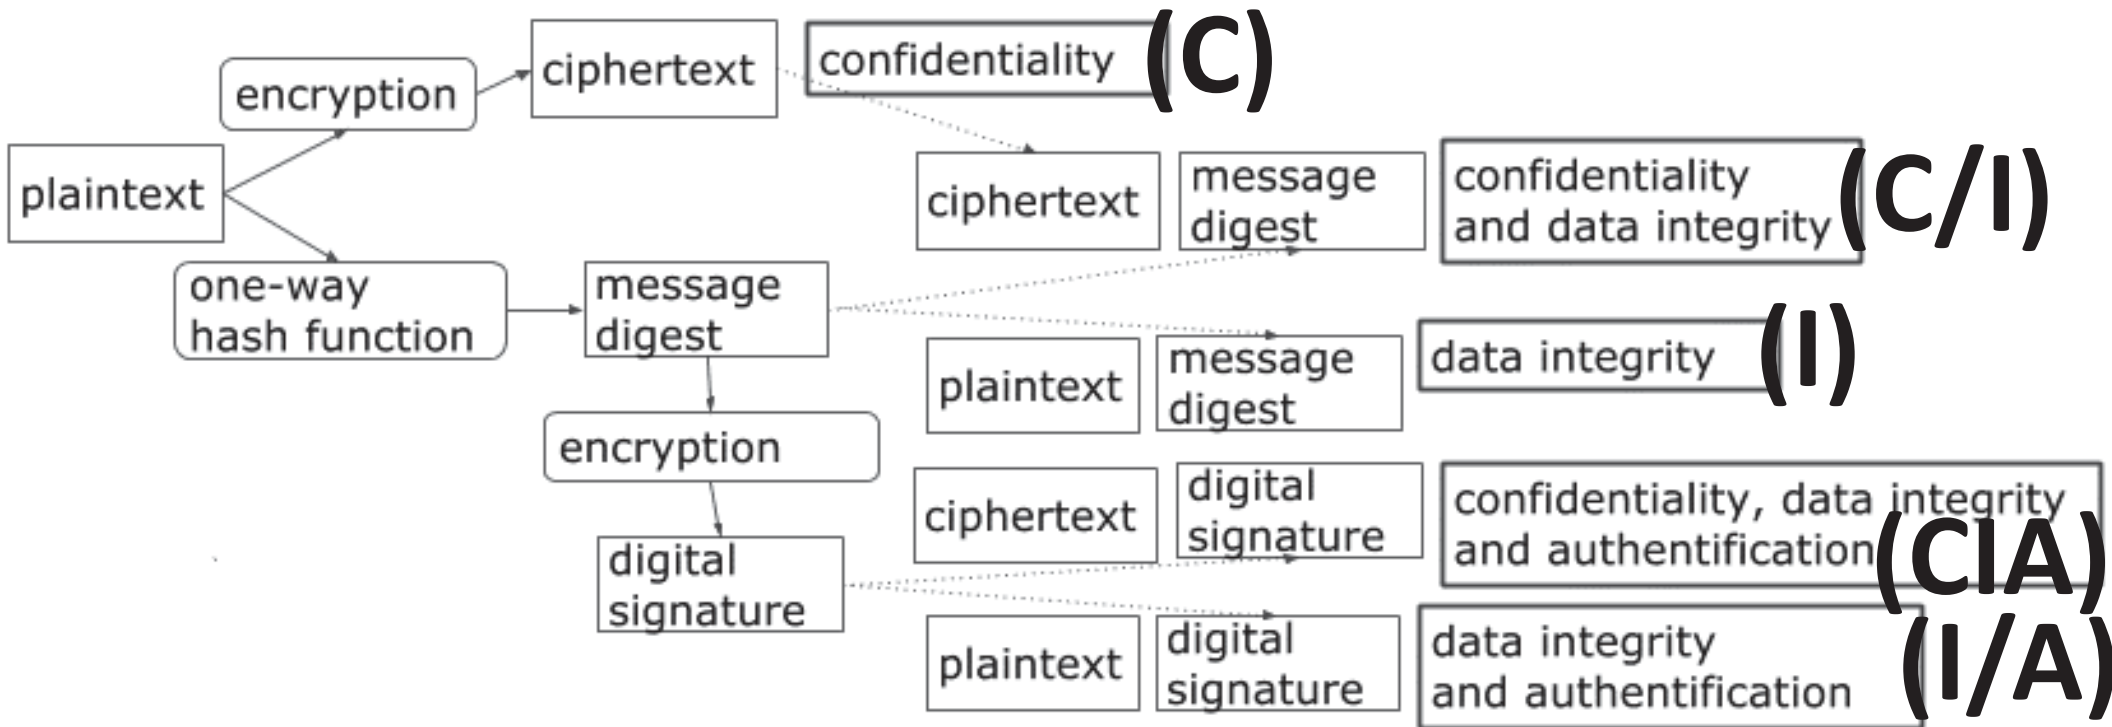 ciphertext
confidentiality (C)
encryption
plaintext
ciphertext
message
digest
confidentiality
and data integrity (C/I)
one-way
hash function
message
digest
plaintext
message
digest
data integrity (I)
encryption
ciphertext
digital
signature
confidentiality, data integrity
and authentification (CIA)
digital
signature
plaintext
digital
signature
data integrity
and authentification (I/A)